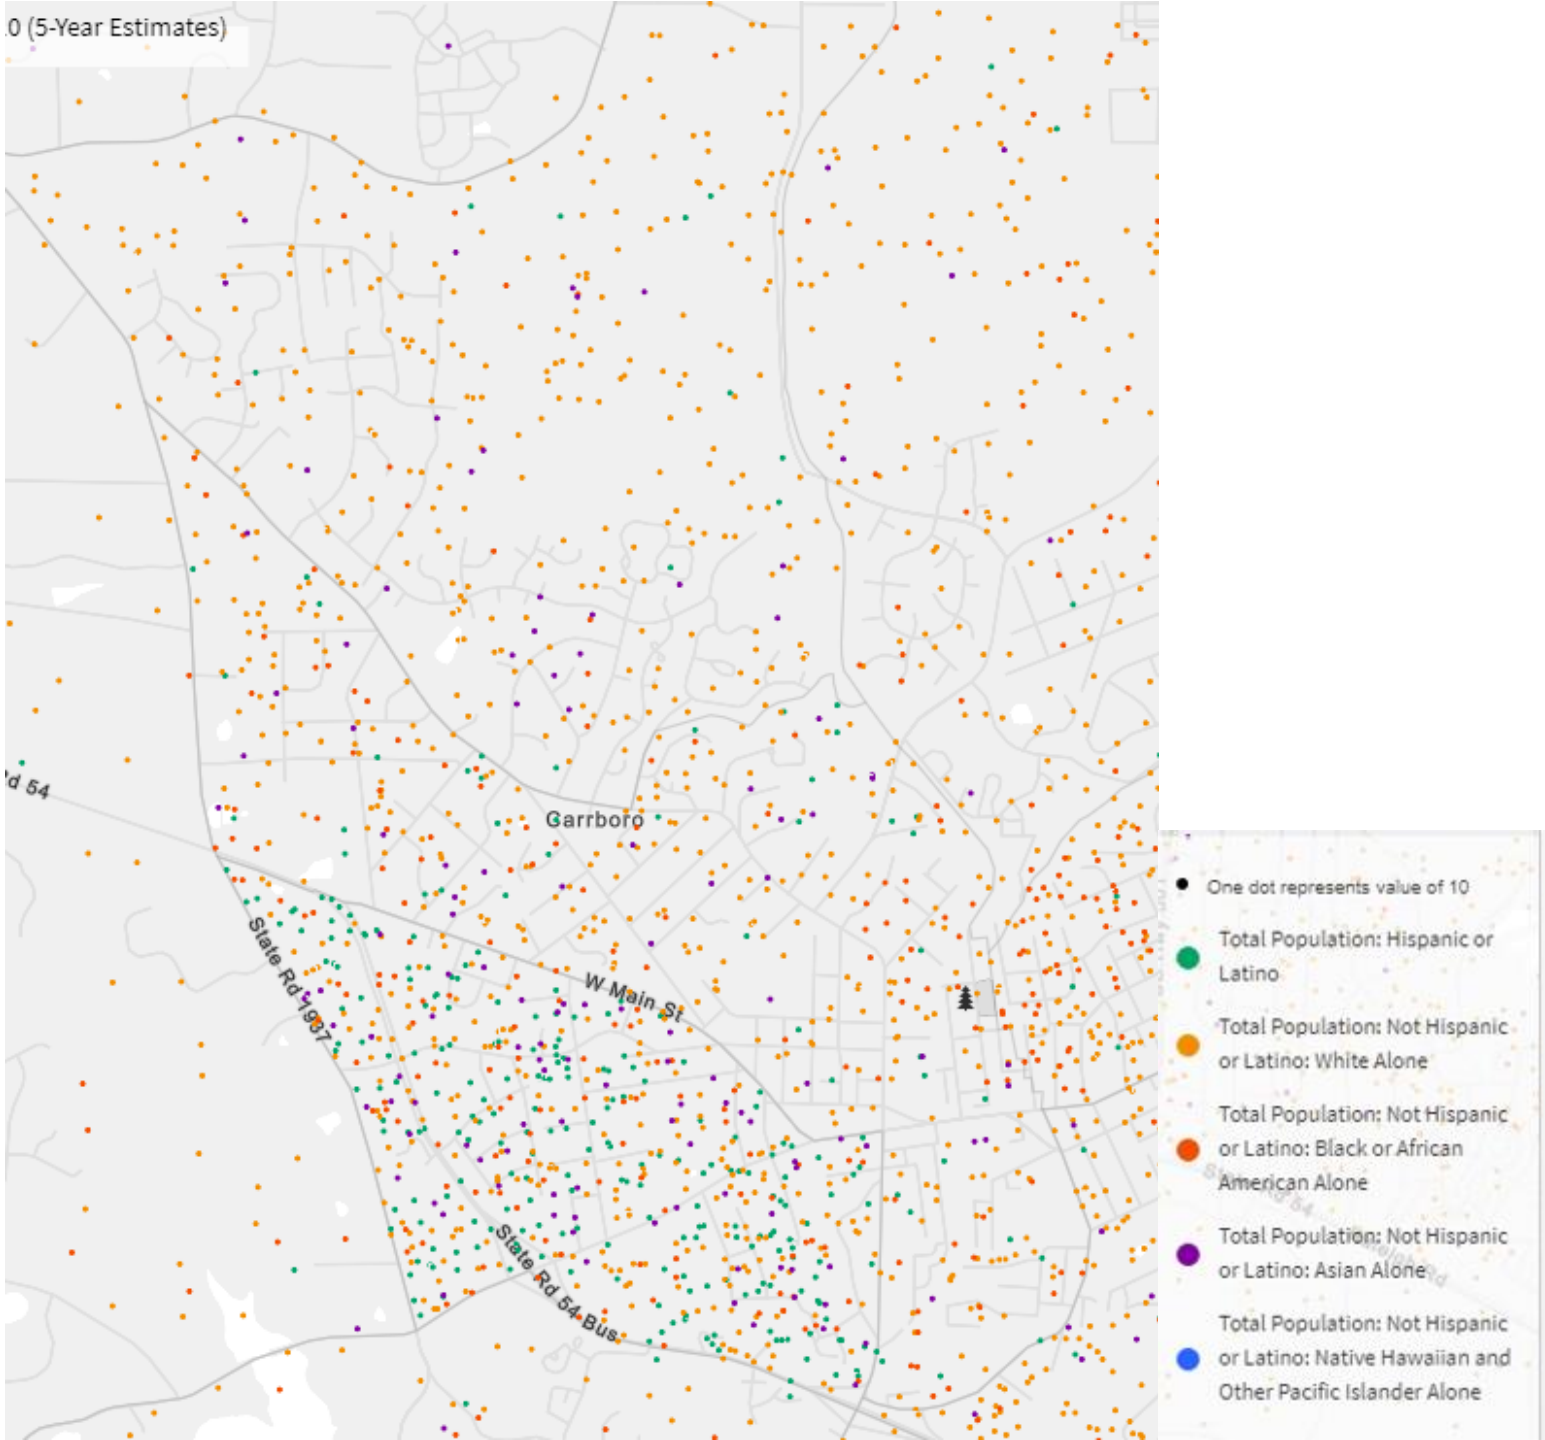 0 (5-Year Estimates)
Rd 54
Carrboro
State Rd 1937
W Main St
State Rd 54 Bus
One dot represents value of 10
Total Population: Hispanic or
Latino
Total Population: Not Hispanic
or Latino: White Alone
Total Population: Not Hispanic
or Latino: Black or African
American Alone
Total Population: Not Hispanic
or Latino: Asian Alone
Total Population: Not Hispanic
or Latino: Native Hawaiian and
Other Pacific Islander Alone